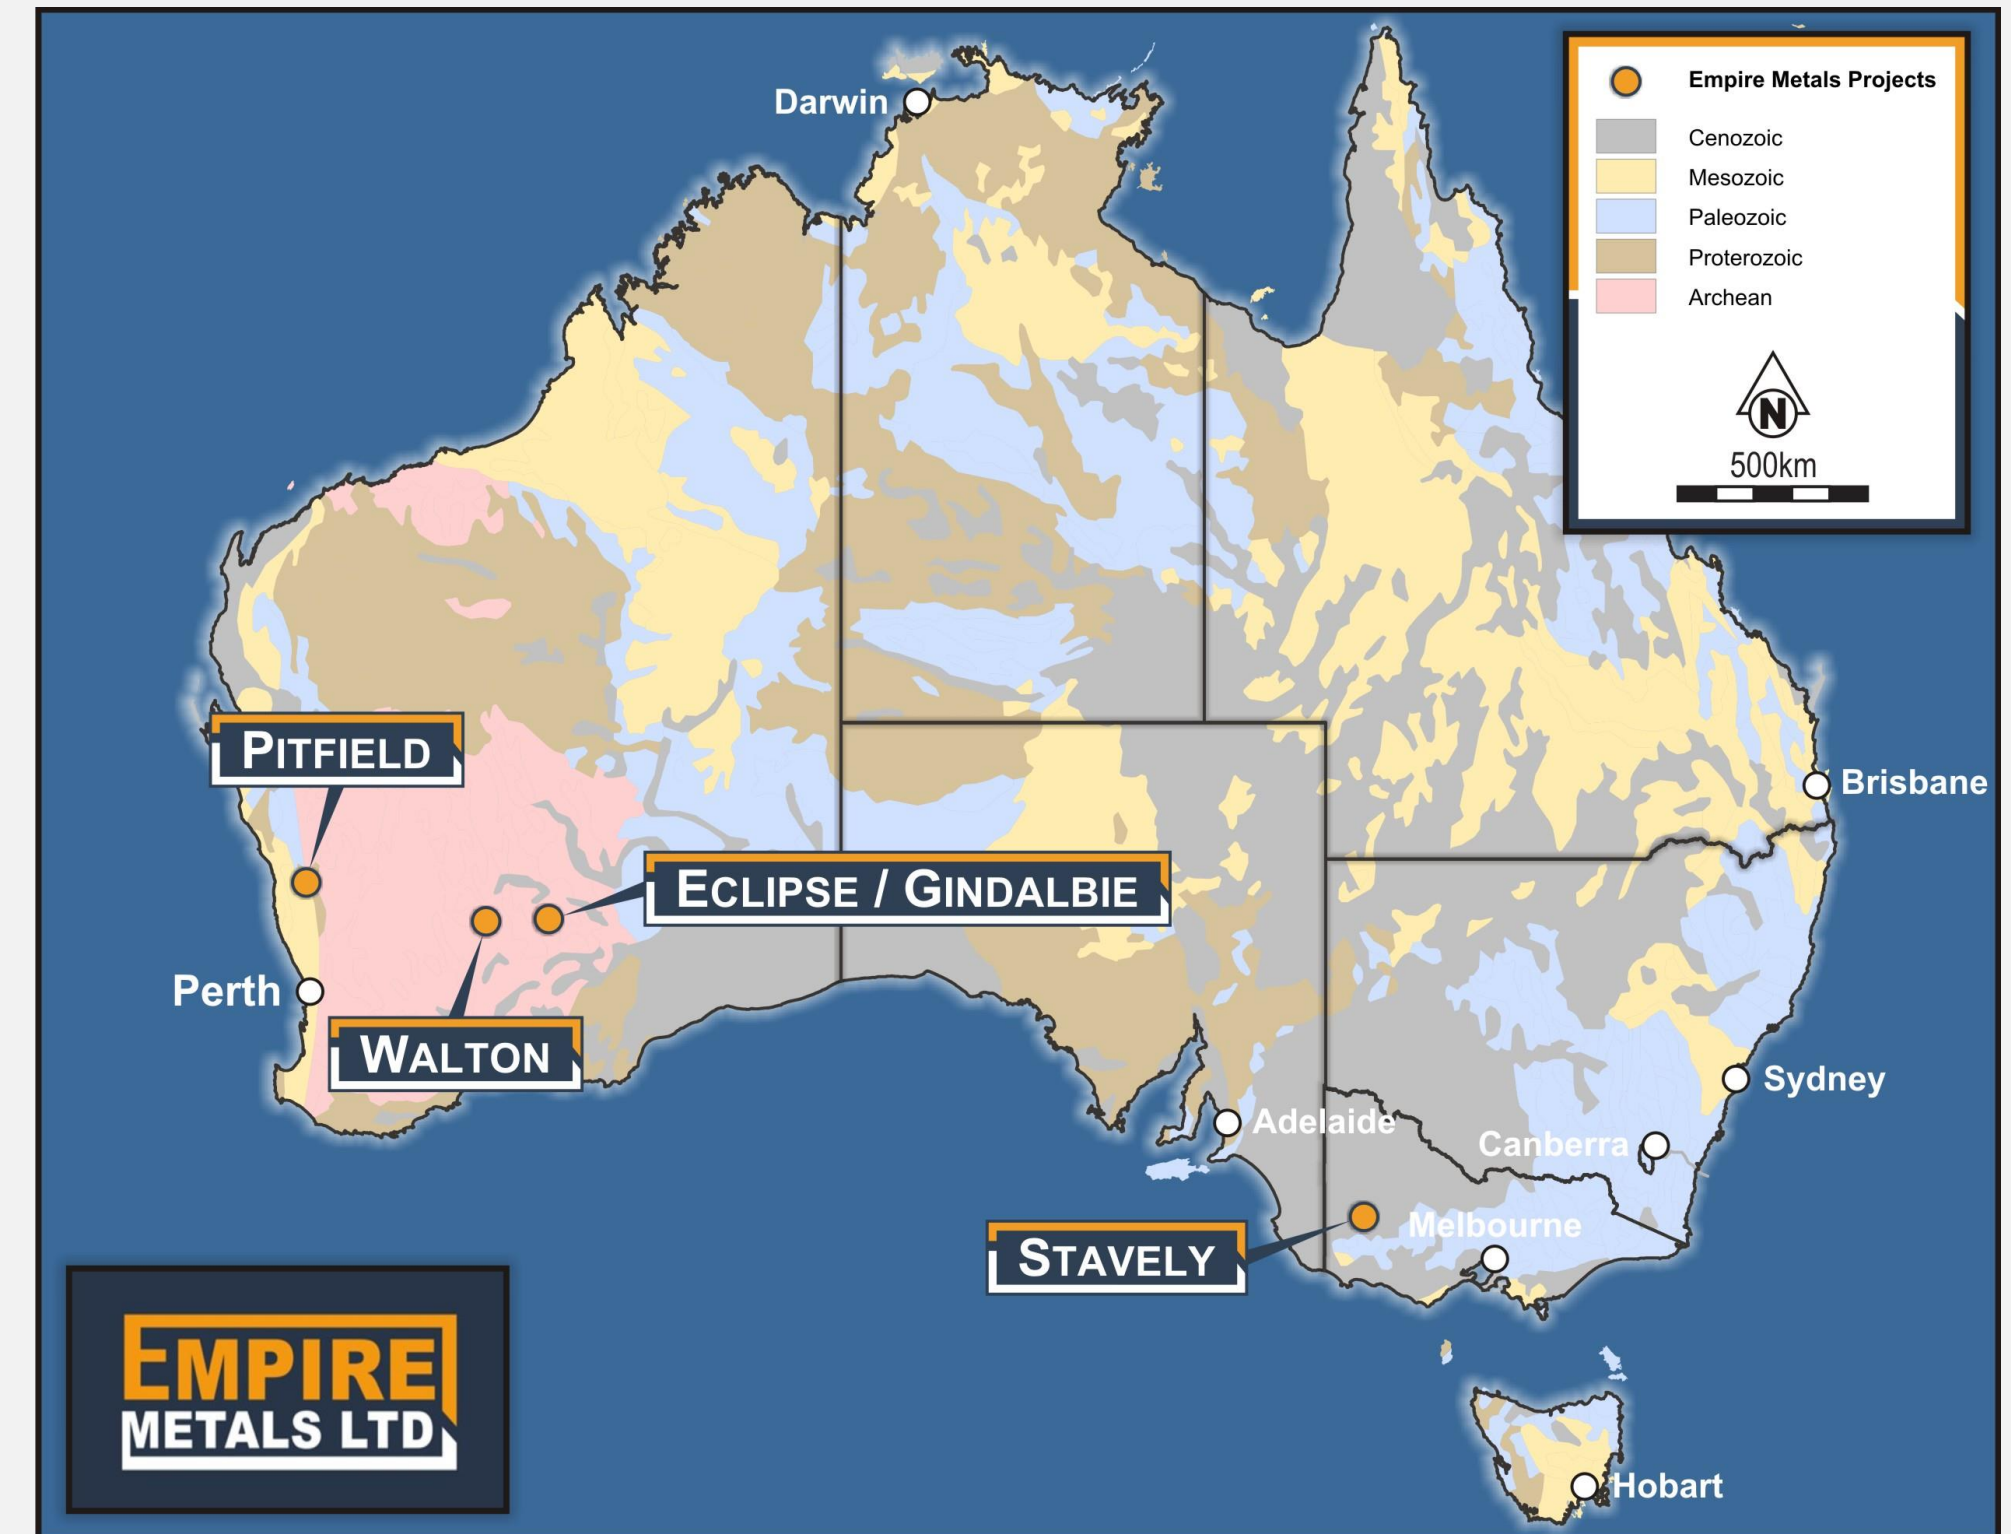 Darwin
Empire Metals Projects
Cenozoic
Mesozoic
Paleozoic
Proterozoic
Archean
N
500km
PITFIELD
Brisbane
ECLIPSE / GINDALBIE
Perth
WALTON
Sydney
Adelaide
Canberra
Melbourne
STAVELY
EMPIRE
METALS LTD
Hobart